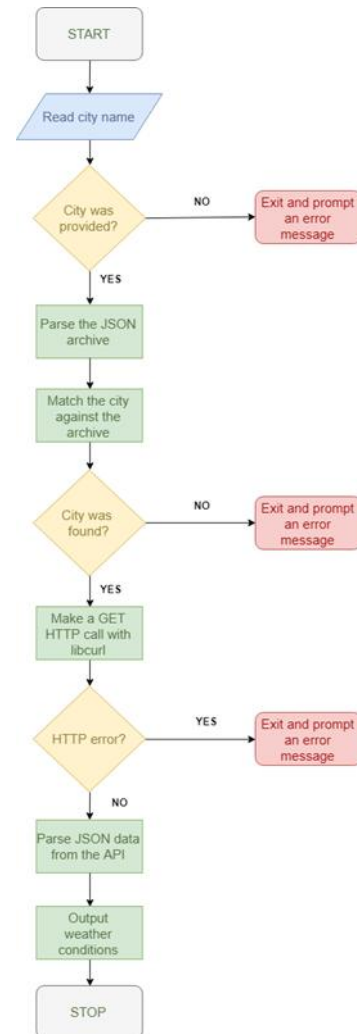 START
Read city name
City was
provided?
NO
Exit and prompt
an error
message
YES
Parse the JSON
archive
Match the city
against the
archive
City was
found?
NO
Exit and prompt
an error
message
YES
Make a GET
HTTP call with
libcurl
HTTP error?
YES
Exit and prompt
an error
message
NO
Parse JSON data
from the API
Output
weather
conditions
STOP